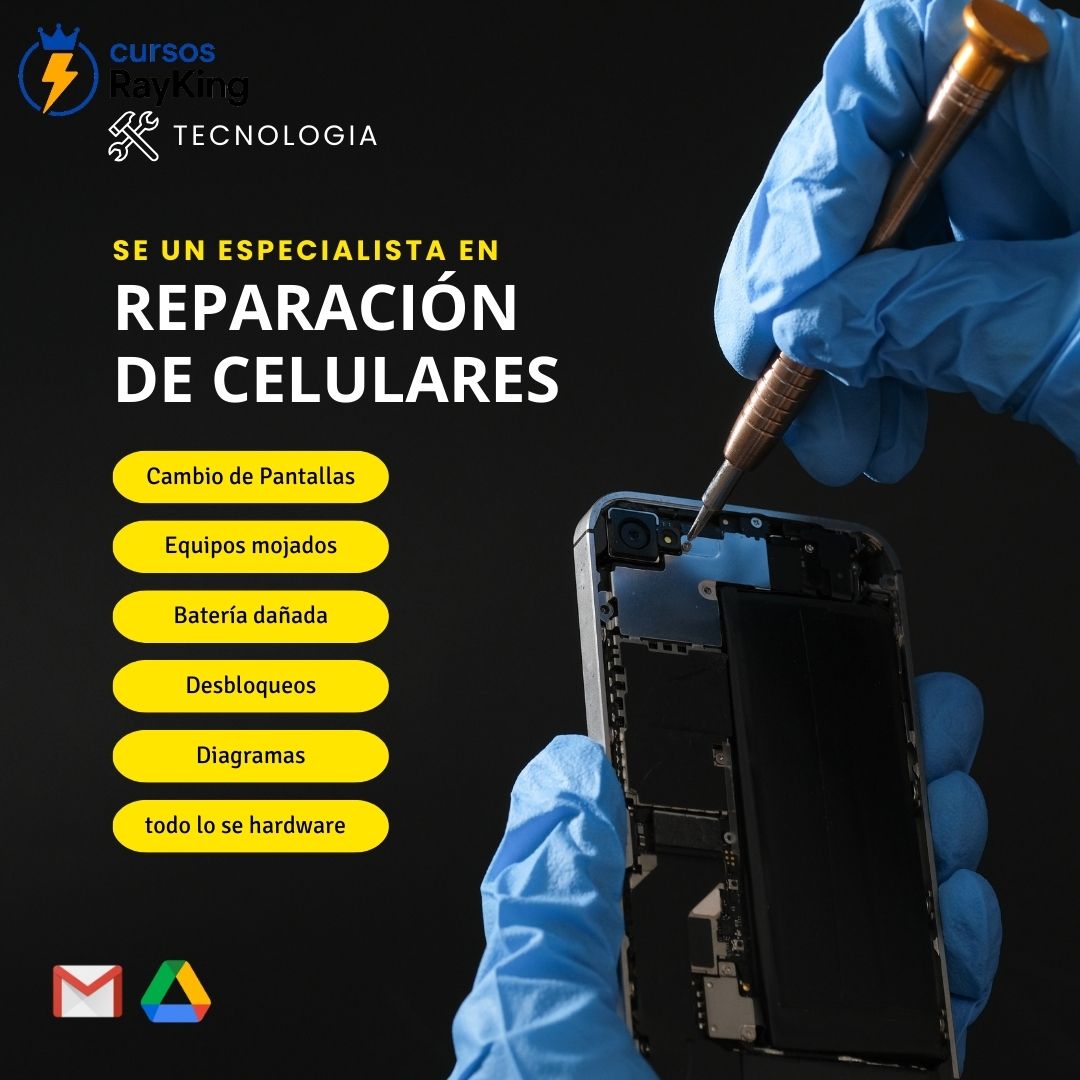 cursos
RayKing
TECNOLOGIA
SE UN ESPECIALISTA EN
REPARACIÓN
DE CELULARES
Cambio de Pantallas
Equipos mojados
Batería dañada
Desbloqueos
Diagramas
todo lo se hardware